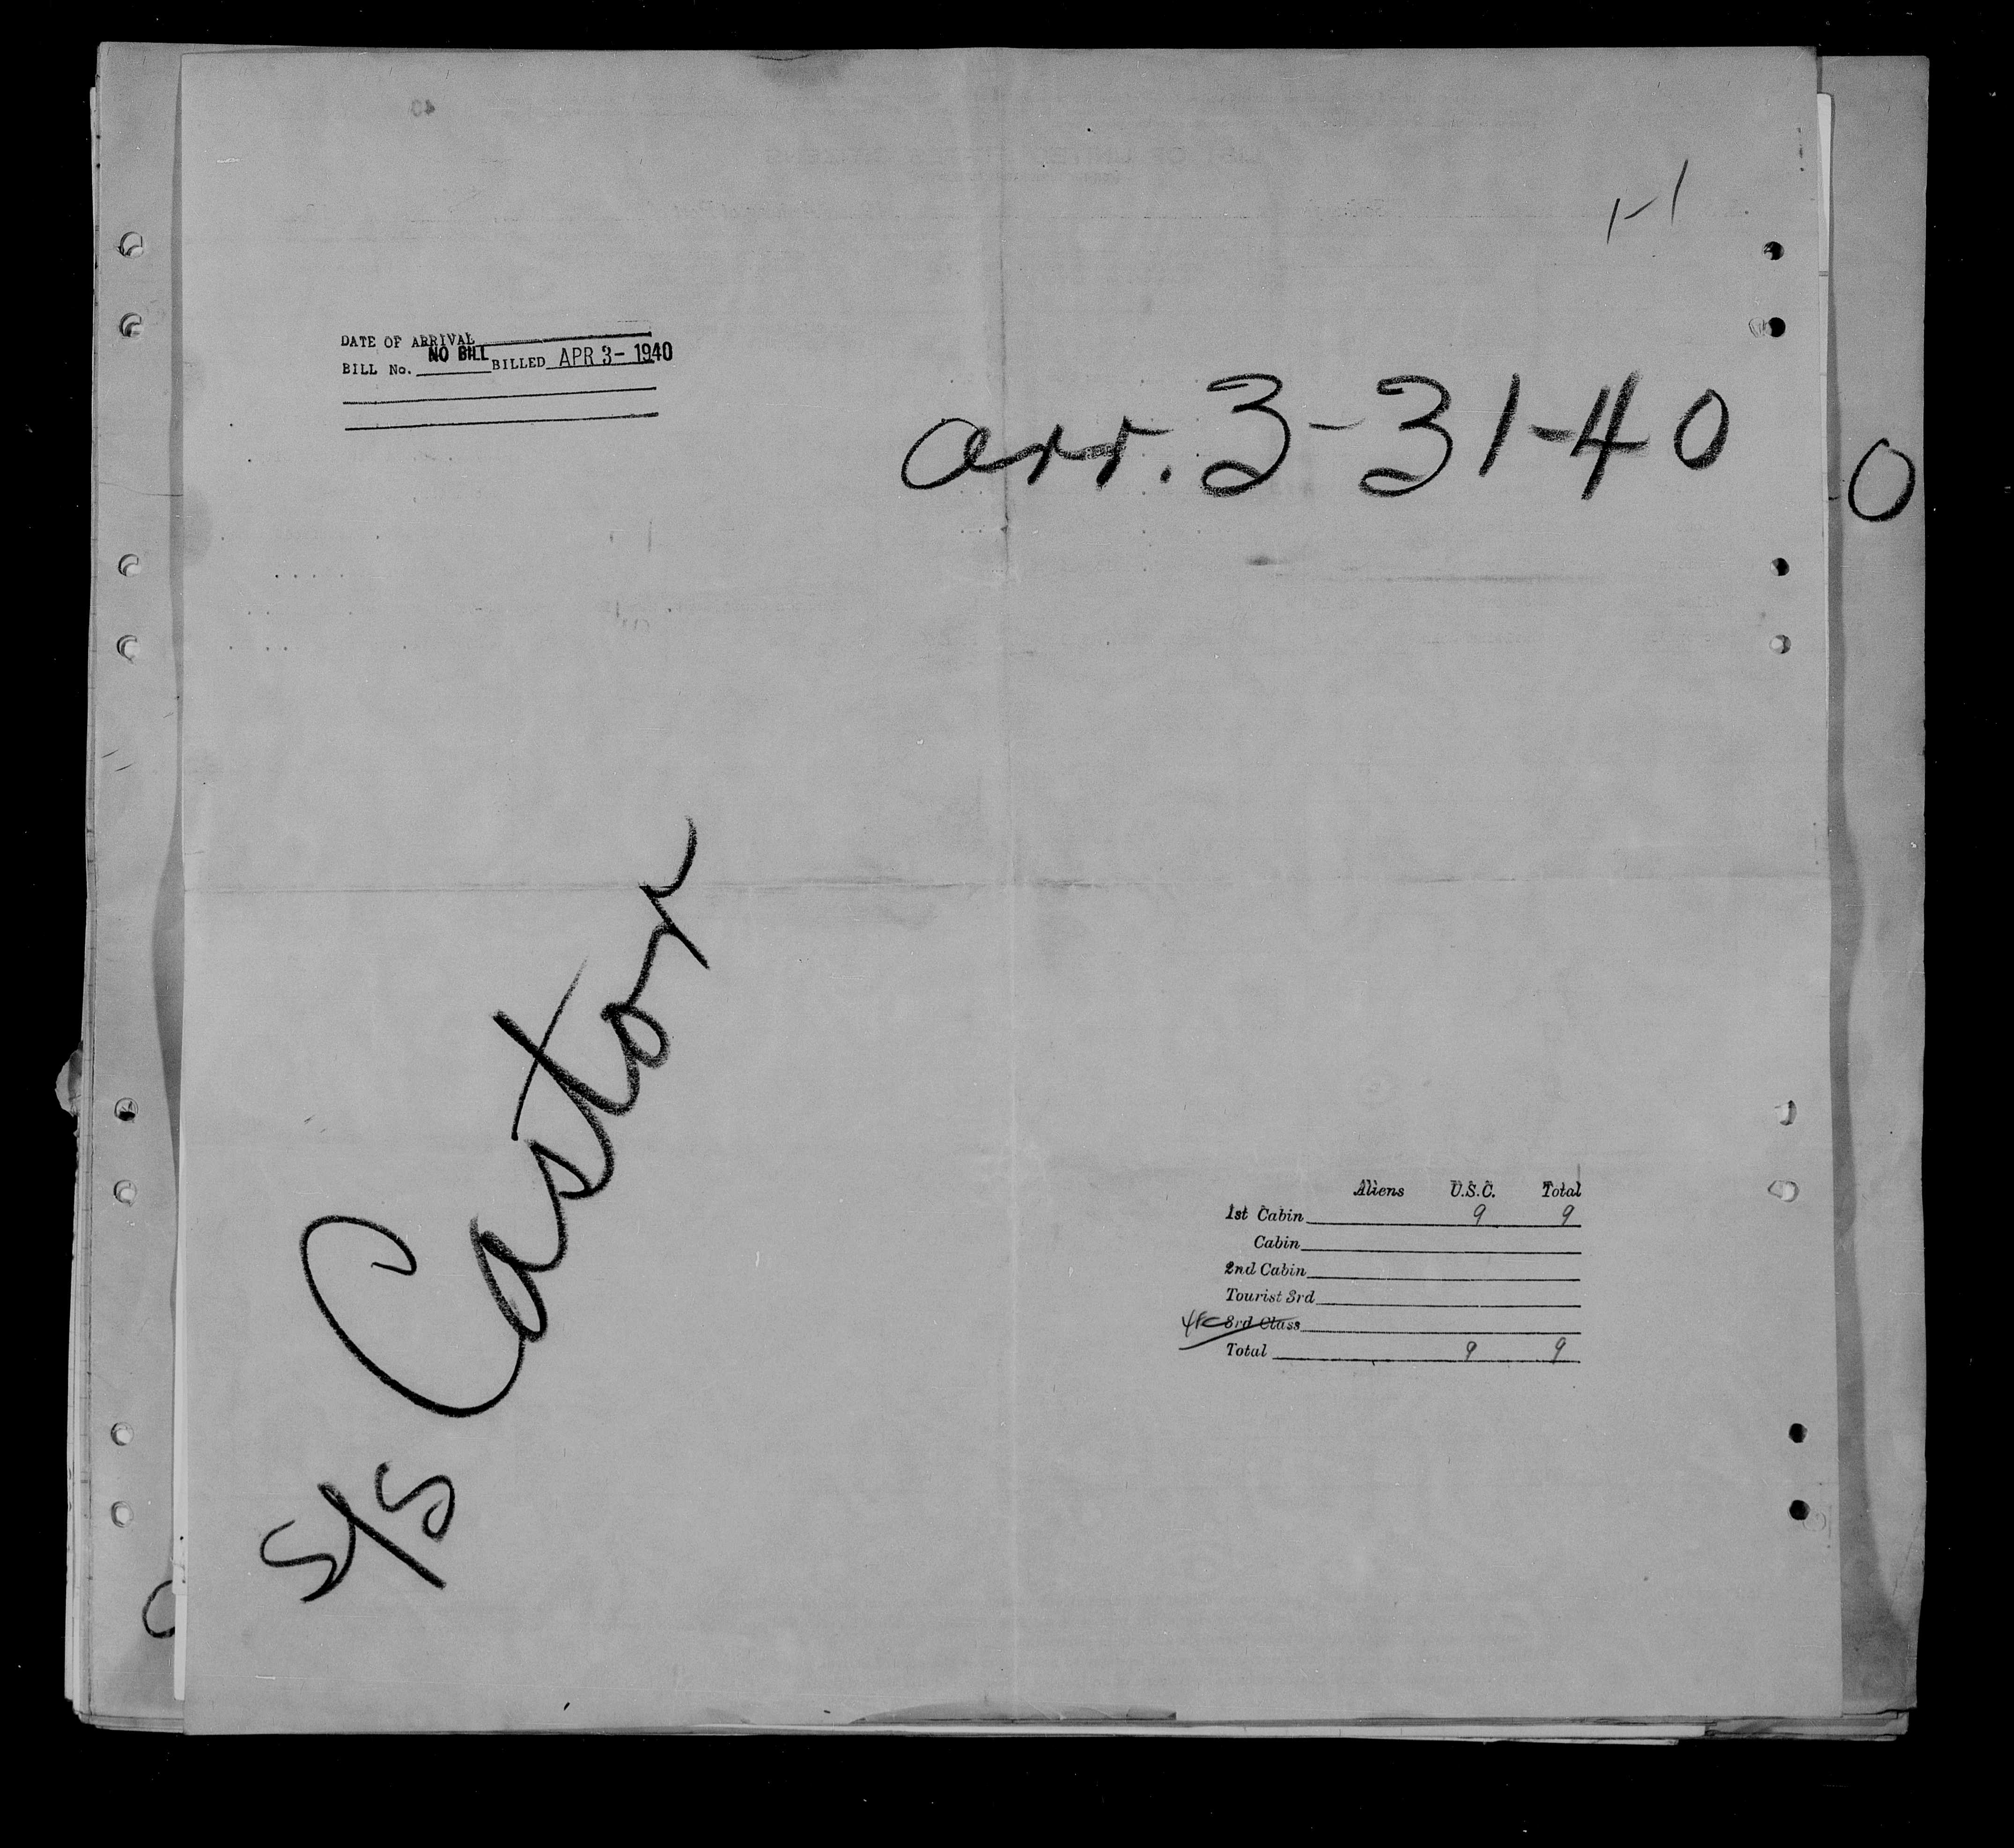 1-1
DATE OF ARRIVAL
BILL No. NO BILL BILLED APR 3- 1940
arr. 3-31-40
0
S/S Castor
Aliens U.S.C. Total
1st Cabin 9 9
Cabin
2nd Cabin
Tourist 3rd
3rd Class
Total 9 9